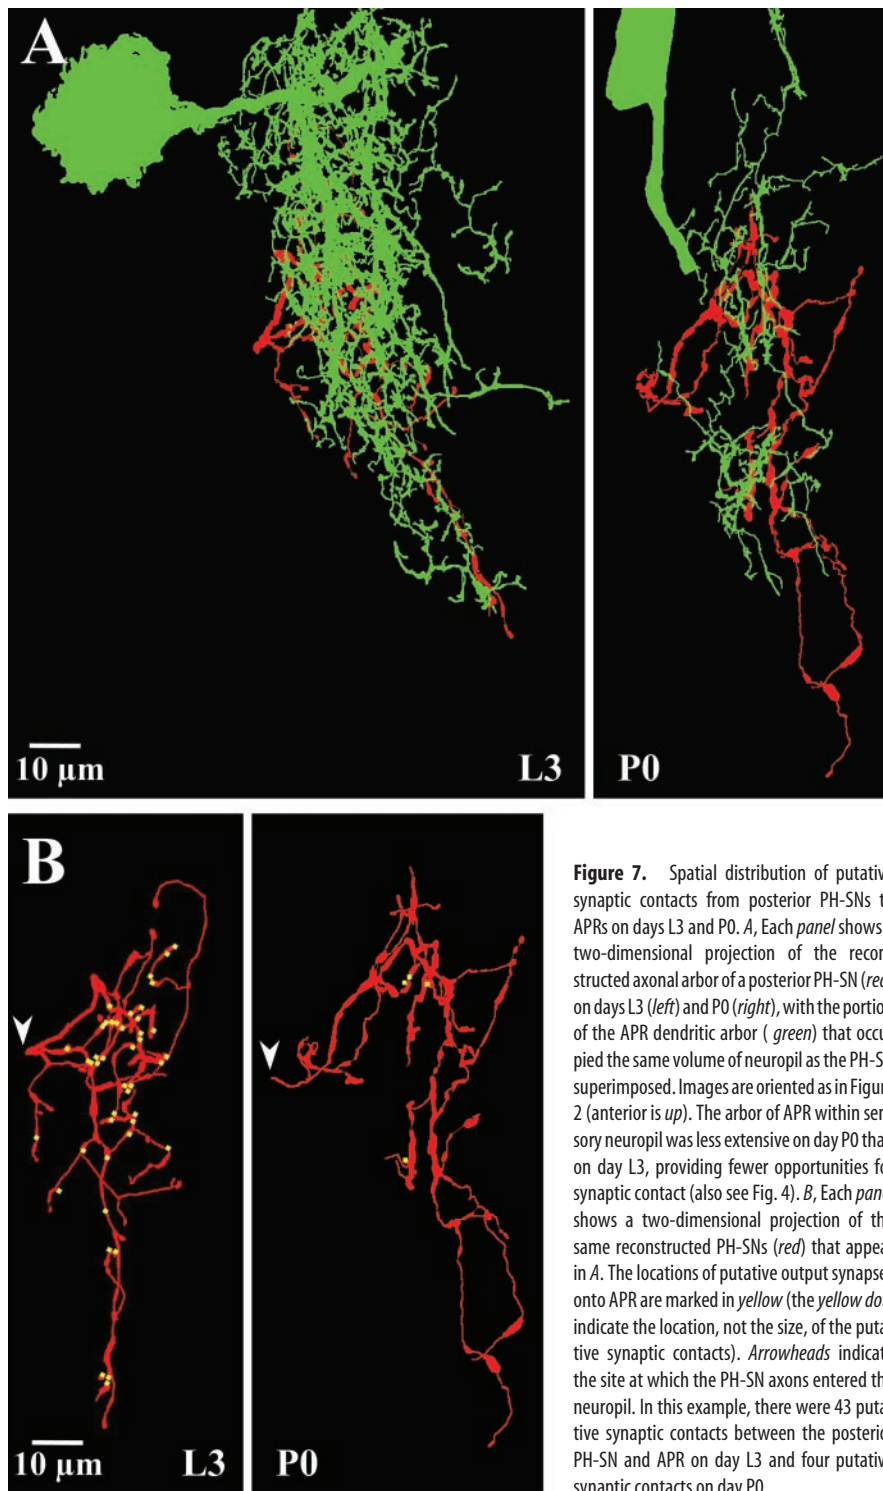 A
10 µm
L3
P0
B
10 µm
L3
P0
Figure 7. Spatial distribution of putativ
synaptic contacts from posterior PH-SNs t
APRs on days L3 and P0. A, Each panel shows
two-dimensional projection of the recon
structed axonal arbor of a posterior PH-SN (red
on days L3 (left) and P0 (right), with the portio
of the APR dendritic arbor ( green) that occu
pied the same volume of neuropil as the PH-S
superimposed. Images are oriented as in Figur
2 (anterior is up). The arbor of APR within sen
sory neuropil was less extensive on day P0 tha
on day L3, providing fewer opportunities fo
synaptic contact (also see Fig. 4). B, Each pane
shows a two-dimensional projection of th
same reconstructed PH-SNs (red) that appea
in A. The locations of putative output synapse
onto APR are marked in yellow (the yellow dot
indicate the location, not the size, of the puta
tive synaptic contacts). Arrowheads indicat
the site at which the PH-SN axons entered th
neuropil. In this example, there were 43 puta
tive synaptic contacts between the posterio
PH-SN and APR on day L3 and four putativ
synaptic contacts on day P0